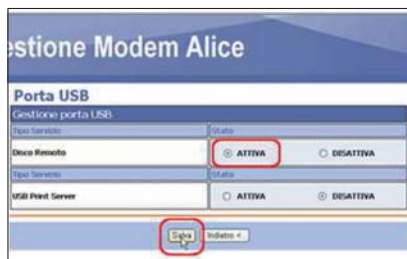 estione Modem Alice
Porta USB
Gestione porta USB
Tipo Servizio Stato
Disco Remoto ATTIVA DISATTIVA
Tipo Servizio Stato
USB Print Server ATTIVA DISATTIVA
Salva Indietro <